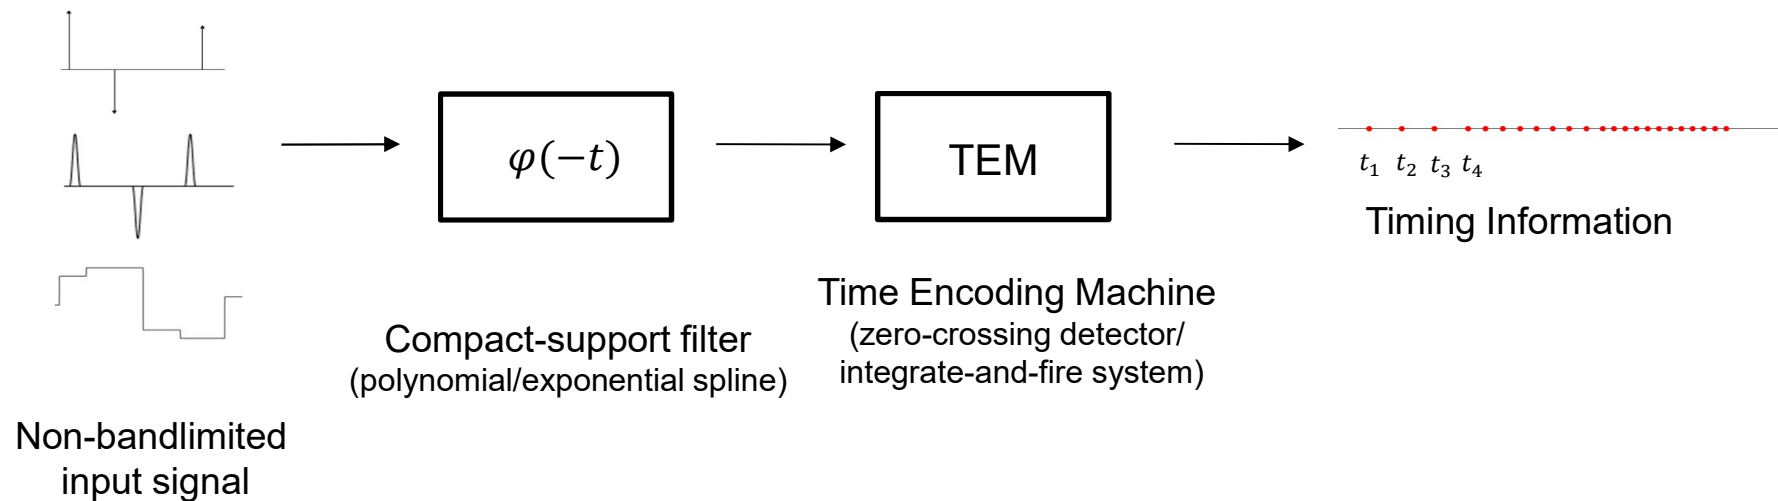 φ(−t)
TEM
t₁ t₂ t₃ t₄
Timing Information
Time Encoding Machine
(zero-crossing detector/
integrate-and-fire system)
Compact-support filter
(polynomial/exponential spline)
Non-bandlimited
input signal